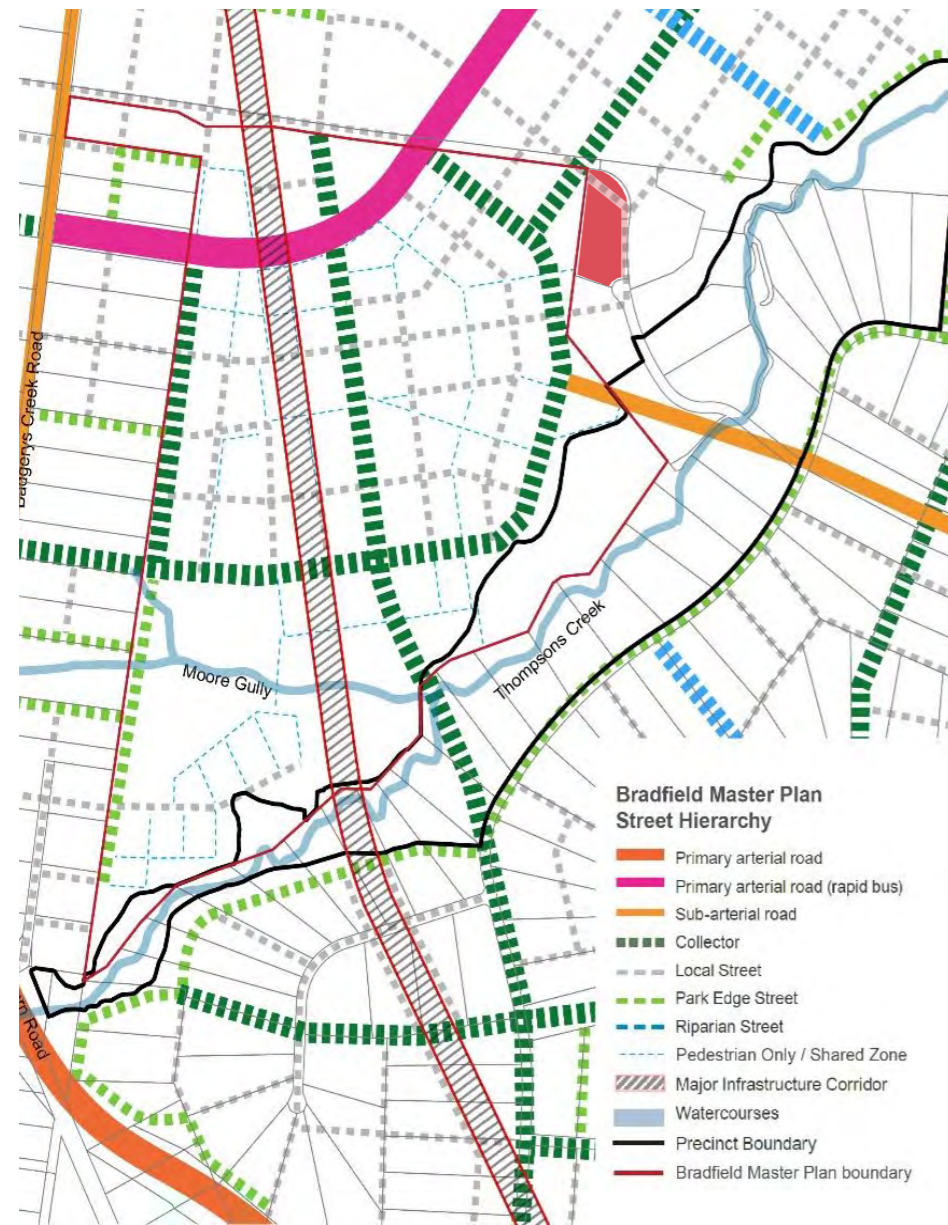 Badgerys Creek Road
Moore Gully
Thompsons Creek
Road
Bradfield Master Plan
Street Hierarchy
Primary arterial road
Primary arterial road (rapid bus)
Sub-arterial road
Collector
Local Street
Park Edge Street
Riparian Street
Pedestrian Only / Shared Zone
Major Infrastructure Corridor
Watercourses
Precinct Boundary
Bradfield Master Plan boundary